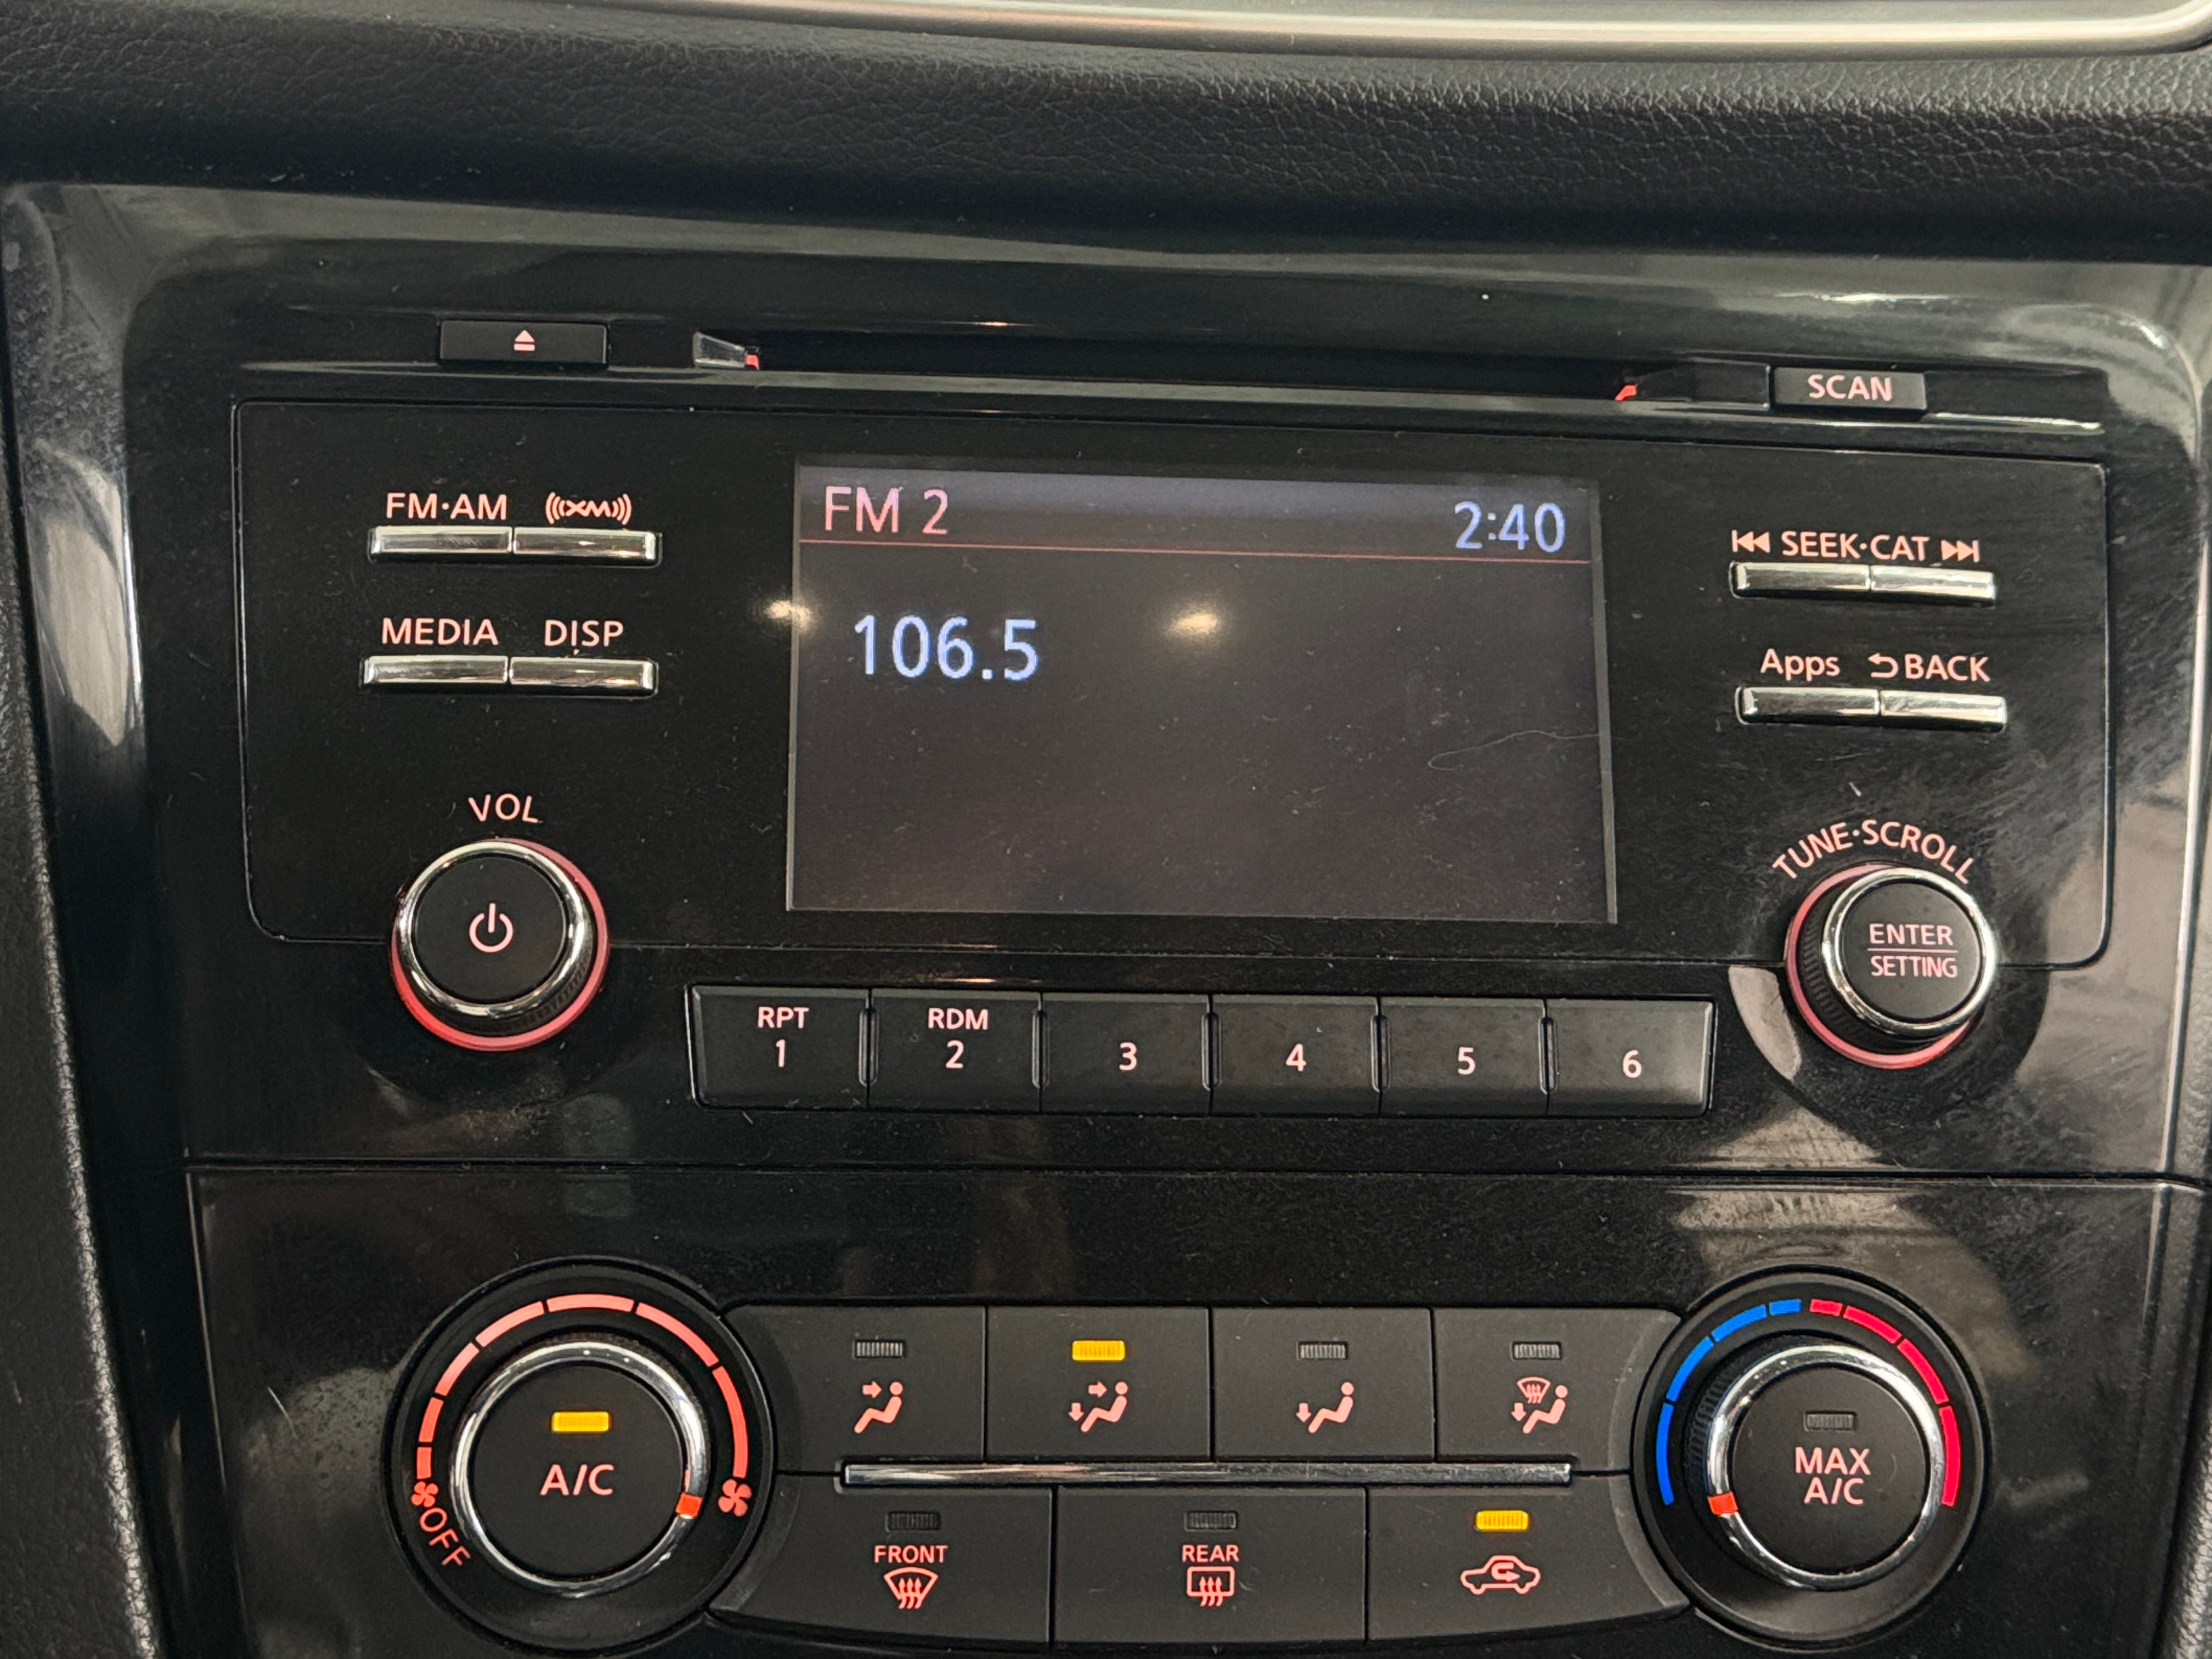 SCAN
FM·AM
(((XM)))
FM 2
2:40
SEEK·CAT
MEDIA
DISP
106.5
Apps
BACK
VOL
TUNE·SCROLL
ENTER
SETTING
RPT
1
RDM
2
3
4
5
6
A/C
OFF
MAX
A/C
FRONT
REAR